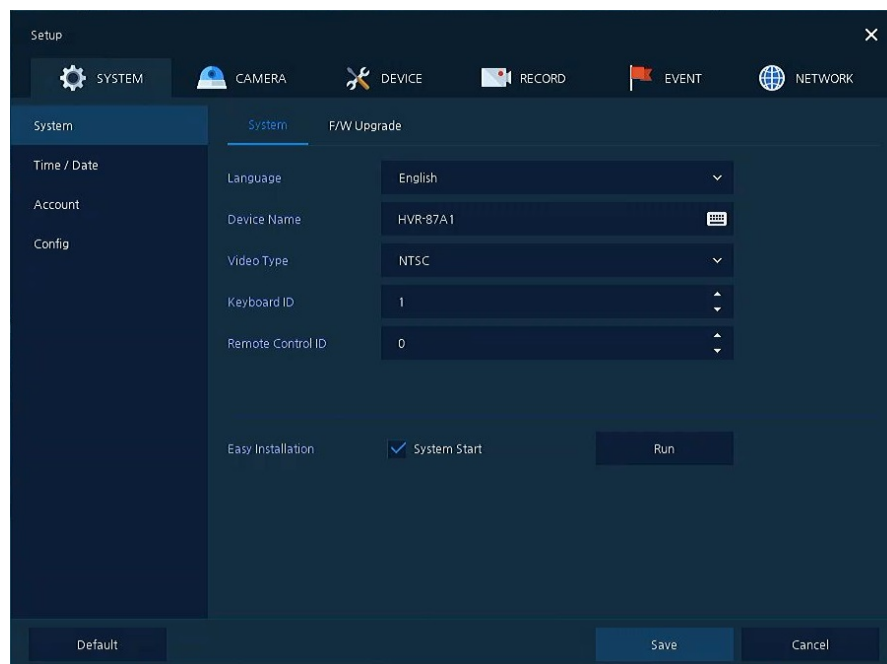 Setup
SYSTEM CAMERA DEVICE RECORD EVENT NETWORK
System
Time / Date
Account
Config
System F/W Upgrade
Language English
Device Name HVR-87A1
Video Type NTSC
Keyboard ID 1
Remote Control ID 0
Easy Installation System Start Run
Default Save Cancel